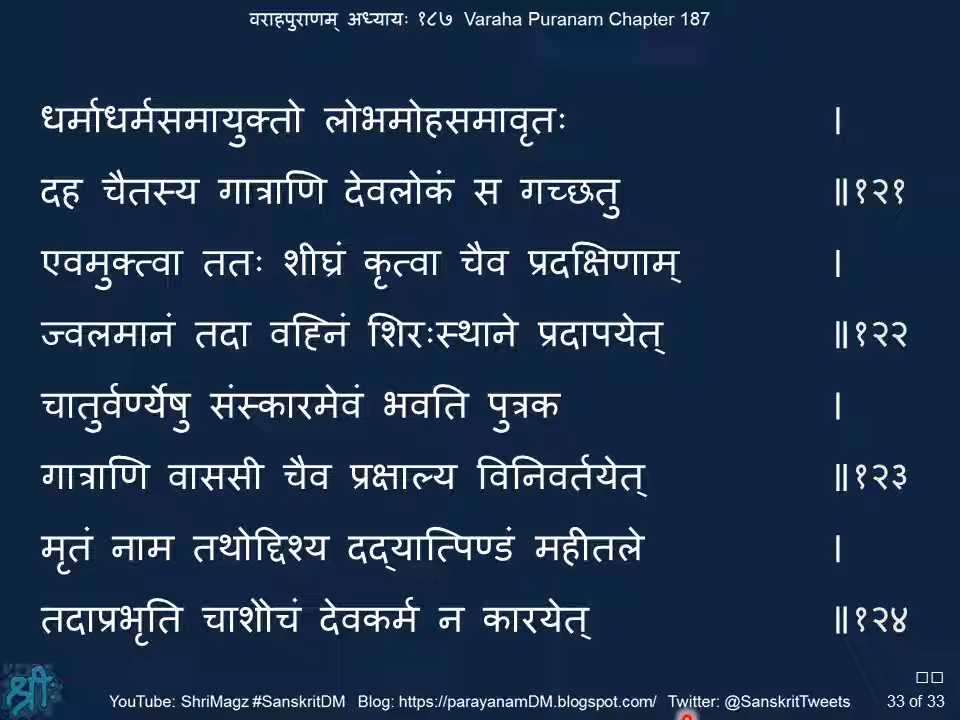 वराहपुराणम् अध्यायः १८७ Varaha Puranam Chapter 187
धर्माधर्मसमायुक्तो लोभमोहसमावृतः ।
दह चैतस्य गात्राणि देवलोकं स गच्छतु ॥१२१
एवमुक्त्वा ततः शीघ्रं कृत्वा चैव प्रदक्षिणाम् ।
ज्वलमानं तदा वह्निं शिरःस्थाने प्रदापयेत् ॥१२२
चातुर्वर्ण्येषु संस्कारमेवं भवति पुत्रक ।
गात्राणि वाससी चैव प्रक्षाल्य विनिवर्तयेत् ॥१२३
मृतं नाम तथोद्दिश्य दद्यात्पिण्डं महीतले ।
तदाप्रभृति चाशौचं देवकर्म न कारयेत् ॥१२४
श्रीः
YouTube: ShriMagz #SanskritDM Blog: https://parayanamDM.blogspot.com/ Twitter: @SanskritTweets 33 of 33